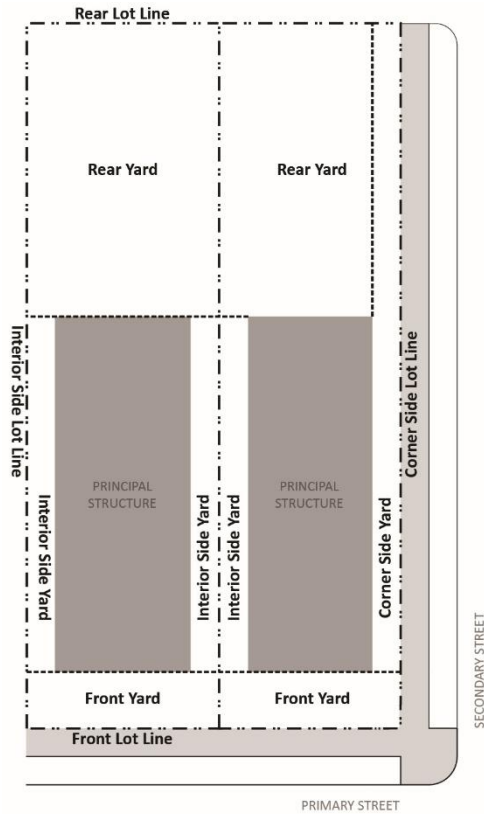 Rear Lot Line
Rear Yard
Rear Yard
Interior Side Lot Line
Corner Side Lot Line
PRINCIPAL
STRUCTURE
PRINCIPAL
STRUCTURE
Interior Side Yard
Interior Side Yard
Interior Side Yard
Corner Side Yard
SECONDARY STREET
Front Yard
Front Yard
Front Lot Line
PRIMARY STREET